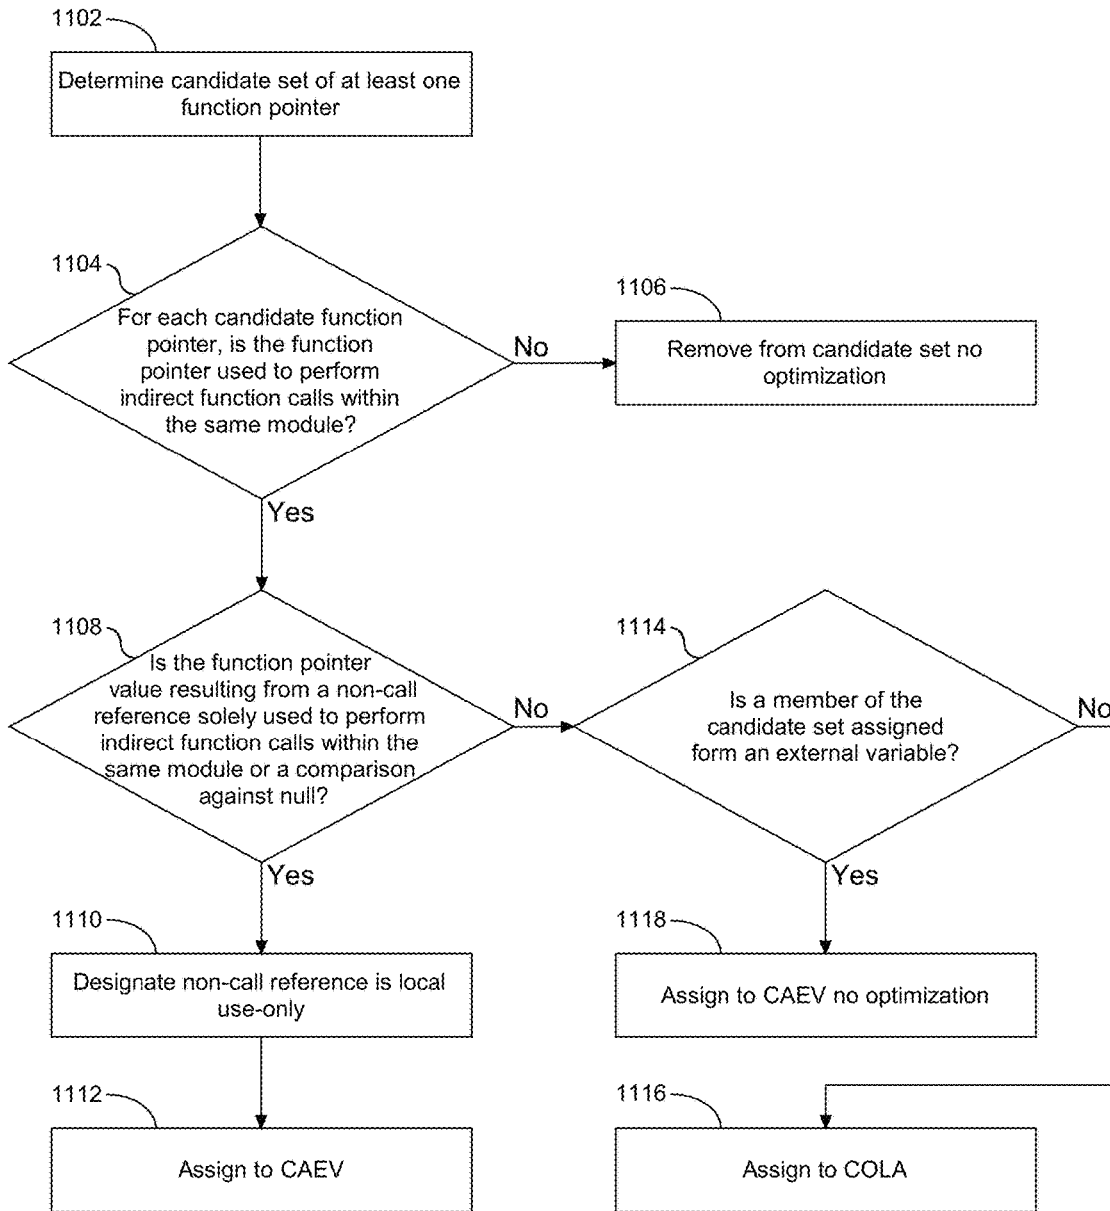 1102
Determine candidate set of at least one
function pointer
1104
For each candidate function
pointer, is the function
pointer used to perform
indirect function calls within
the same module?
No
1106
Remove from candidate set no
optimization
Yes
1108
Is the function pointer
value resulting from a non-call
reference solely used to perform
indirect function calls within the
same module or a comparison
against null?
No
1114
Is a member of the
candidate set assigned
form an external variable?
No
Yes
1110
Designate non-call reference is local
use-only
Yes
1118
Assign to CAEV no optimization
1112
Assign to CAEV
1116
Assign to COLA